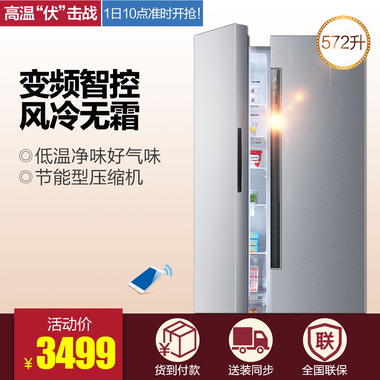 高温“伏”击战
1日10点准时开抢!
572升
变频智控
风冷无霜
低温净味好气味
节能型压缩机
活动价
¥3499
¥
货到付款
送装同步
联
全国联保